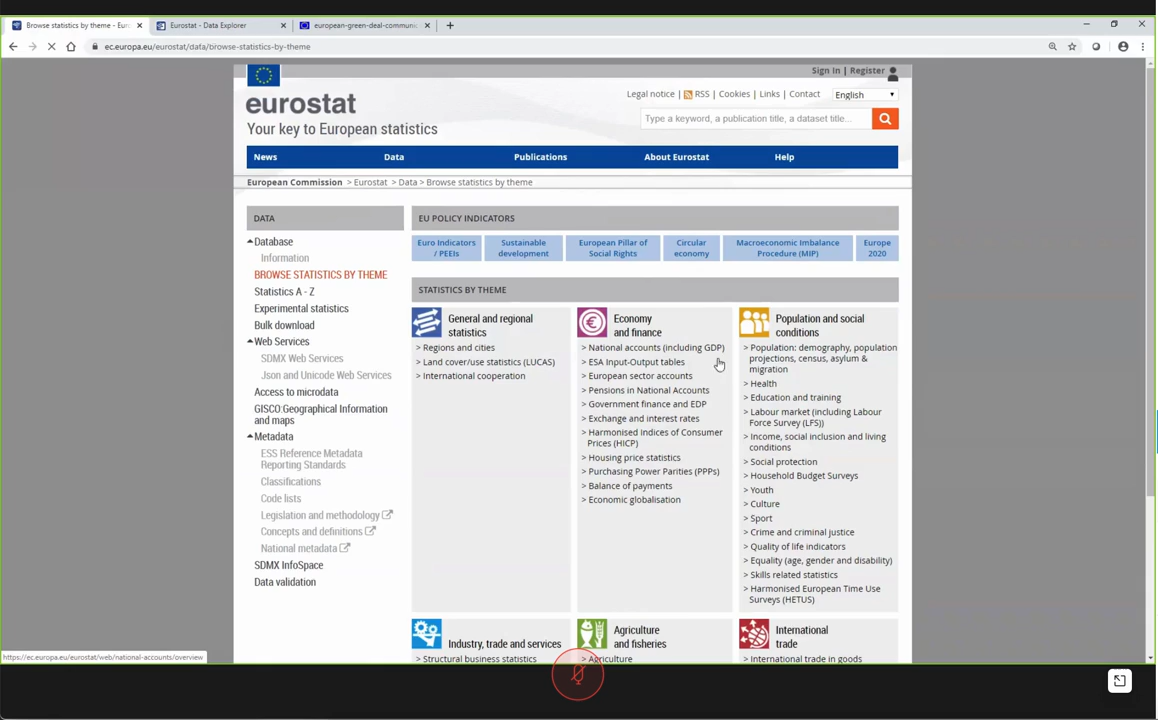 Browse statistics by theme - Eur
Eurostat - Data Explorer
european-green-deal-communic
ec.europa.eu/eurostat/data/browse-statistics-by-theme
Sign In | Register
Legal notice | RSS | Cookies | Links | Contact
English
eurostat
Your key to European statistics
Type a keyword, a publication title, a dataset title...
News
Data
Publications
About Eurostat
Help
European Commission > Eurostat > Data > Browse statistics by theme
DATA
Database
Information
BROWSE STATISTICS BY THEME
Statistics A - Z
Experimental statistics
Bulk download
Web Services
SDMX Web Services
Json and Unicode Web Services
Access to microdata
GISCO:Geographical Information
and maps
Metadata
ESS Reference Metadata
Reporting Standards
Classifications
Code lists
Legislation and methodology
Concepts and definitions
National metadata
SDMX InfoSpace
Data validation
EU POLICY INDICATORS
Euro Indicators
/ PEEIs
Sustainable
development
European Pillar of
Social Rights
Circular
economy
Macroeconomic Imbalance
Procedure (MIP)
Europe
2020
STATISTICS BY THEME
General and regional
statistics
> Regions and cities
> Land cover/use statistics (LUCAS)
> International cooperation
Economy
and finance
> National accounts (including GDP)
> ESA Input-Output tables
> European sector accounts
> Pensions in National Accounts
> Government finance and EDP
> Exchange and interest rates
> Harmonised Indices of Consumer
Prices (HICP)
> Housing price statistics
> Purchasing Power Parities (PPPs)
> Balance of payments
> Economic globalisation
Population and social
conditions
> Population: demography, population
projections, census, asylum &
migration
> Health
> Education and training
> Labour market (including Labour
Force Survey (LFS))
> Income, social inclusion and living
conditions
> Social protection
> Household Budget Surveys
> Youth
> Culture
> Sport
> Crime and criminal justice
> Quality of life indicators
> Equality (age, gender and disability)
> Skills related statistics
> Harmonised European Time Use
Surveys (HETUS)
Industry, trade and services
> Structural business statistics
Agriculture
and fisheries
> Agriculture
International
trade
> International trade in goods
https://ec.europa.eu/eurostat/web/national-accounts/overview